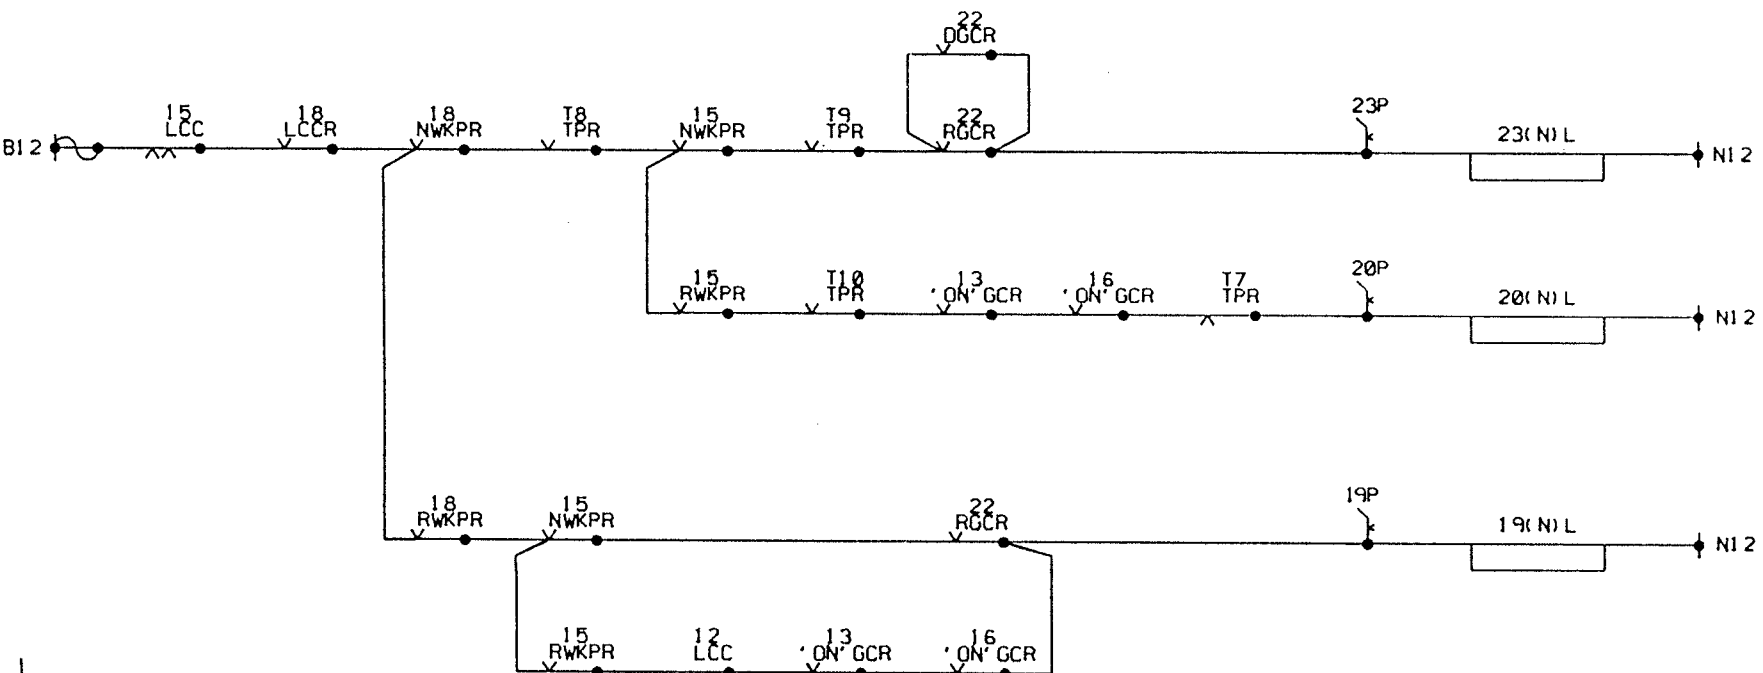 22
DGCR
B12
15
LCC
18
LCCR
18
NWKPR
T8
TPR
15
NWKPR
T9
TPR
22
RGCR
23P
23(N)L
N12
15
RWKPR
T10
TPR
13
'ON'GCR
16
'ON'GCR
T7
TPR
20P
20(N)L
N12
18
RWKPR
15
NWKPR
22
RGCR
19P
19(N)L
N12
15
RWKPR
12
LCC
13
'ON'GCR
16
'ON'GCR